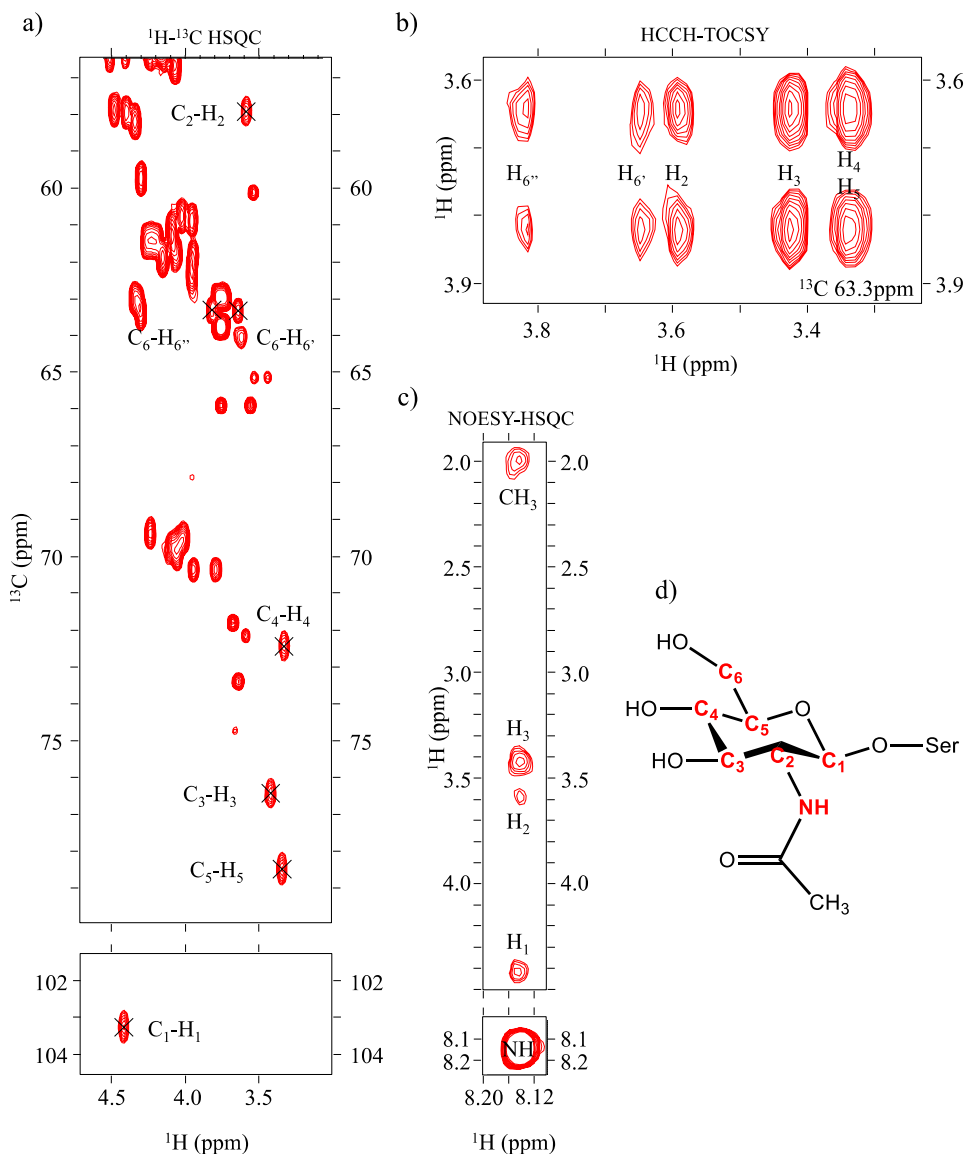 a)
¹H-¹³C HSQC
C₂-H₂
60
60
C₆-H₆''
C₆-H₆'
65
65
¹³C (ppm)
70
70
C₄-H₄
75
75
C₃-H₃
C₅-H₅
102
102
C₁-H₁
104
104
4.5
4.0
3.5
¹H (ppm)
b)
HCCH-TOCSY
3.6
3.6
¹H (ppm)
H₆''
H₆'
H₂
H₃
H₄
H₅
3.9
3.9
¹³C 63.3ppm
3.8
3.6
3.4
¹H (ppm)
c)
NOESY-HSQC
2.0
2.0
CH₃
2.5
2.5
3.0
3.0
¹H (ppm)
H₃
3.5
3.5
H₂
4.0
4.0
H₁
8.1
8.1
NH
8.2
8.2
8.20
8.12
¹H (ppm)
d)
HO
C₆
HO
C₄
C₅
O
HO
C₃
C₂
C₁
O
Ser
NH
O
CH₃